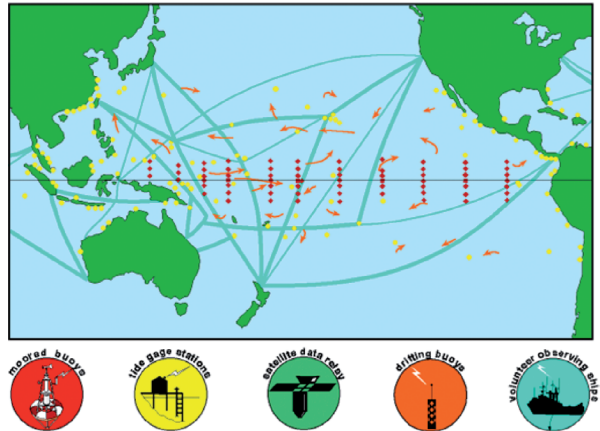 moored buoys
tide gage stations
satellite data relay
drifting buoys
volunteer observing ships